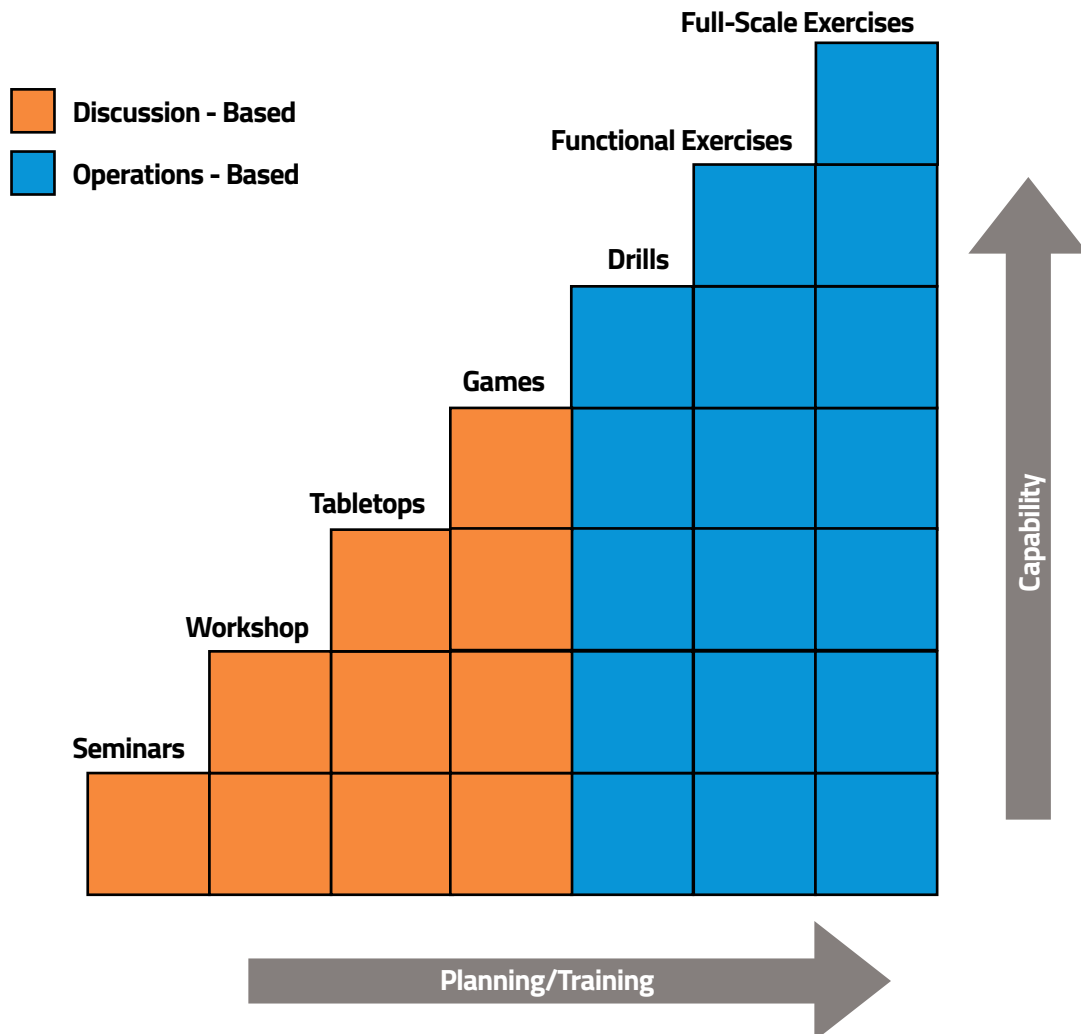 Full-Scale Exercises
Discussion - Based
Functional Exercises
Operations - Based
Drills
Games
Tabletops
Workshop
Seminars
Capability
Planning/Training